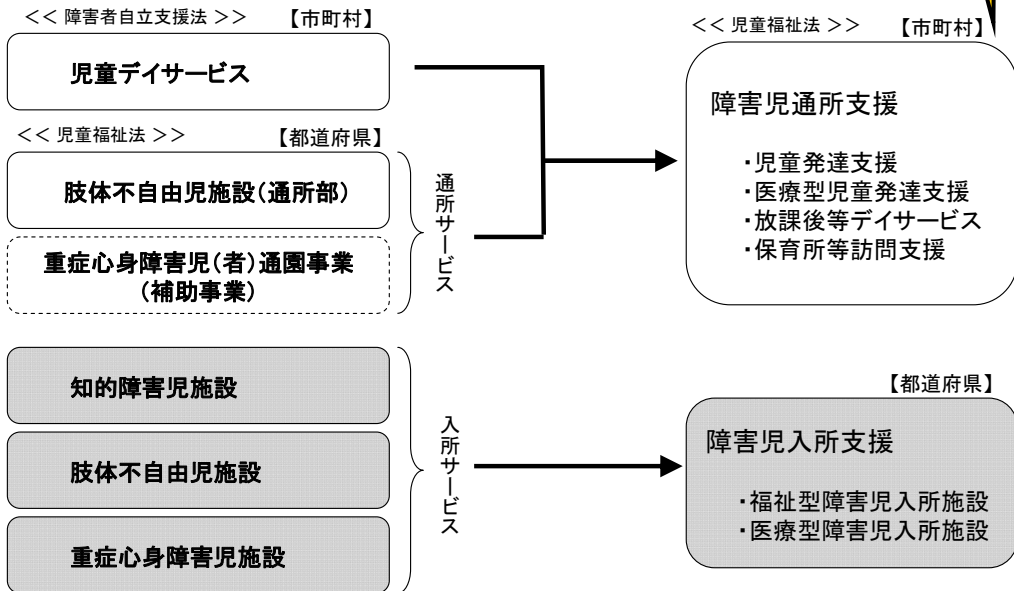 << 障害者自立支援法 >> 【市町村】
児童デイサービス
<< 児童福祉法 >> 【都道府県】
肢体不自由児施設(通所部)
重症心身障害児(者)通園事業
(補助事業)
通所サービス
知的障害児施設
肢体不自由児施設
重症心身障害児施設
入所サービス
<< 児童福祉法 >> 【市町村】
障害児通所支援
・児童発達支援
・医療型児童発達支援
・放課後等デイサービス
・保育所等訪問支援
【都道府県】
障害児入所支援
・福祉型障害児入所施設
・医療型障害児入所施設